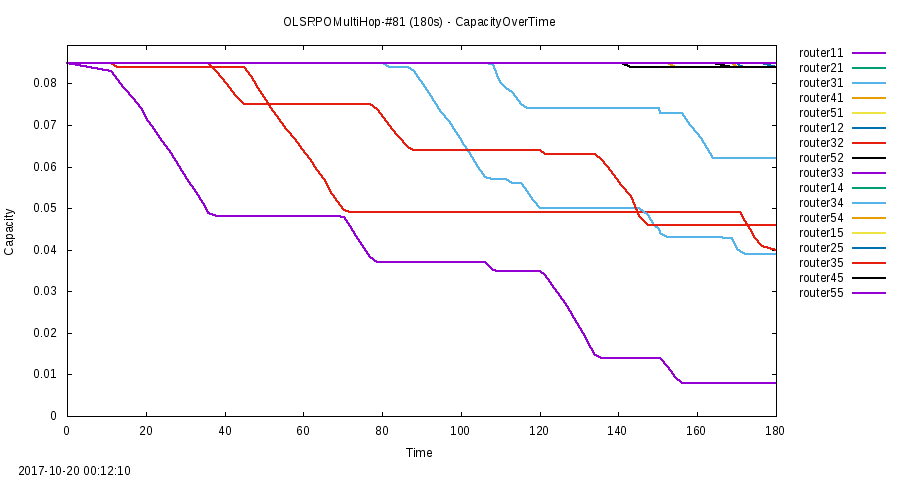 OLSRPPOMultiHop-#81 (180s) - CapacityOverTime
Capacity
0.08
0.07
0.06
0.05
0.04
0.03
0.02
0.01
0
0 20 40 60 80 100 120 140 160 180
Time
router11
router21
router31
router41
router51
router12
router32
router52
router33
router14
router34
router54
router15
router25
router35
router45
router55
2017-10-20 00:12:10